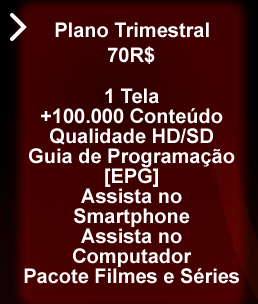 Plano Trimestral
70R$
1 Tela
+100.000 Conteúdo
Qualidade HD/SD
Guia de Programação
[EPG]
Assista no
Smartphone
Assista no
Computador
Pacote Filmes e Séries